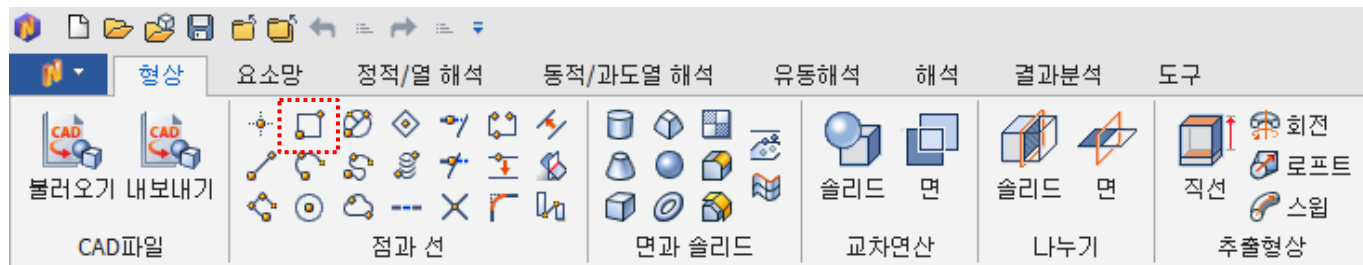 형상 요소망 정적/열 해석 동적/과도열 해석 유동해석 해석 결과분석 도구
CAD CAD
회전
로프트
불러오기 내보내기 솔리드 면 솔리드 면 직선
스윕
CAD파일 점과 선 면과 솔리드 교차연산 나누기 추출형상